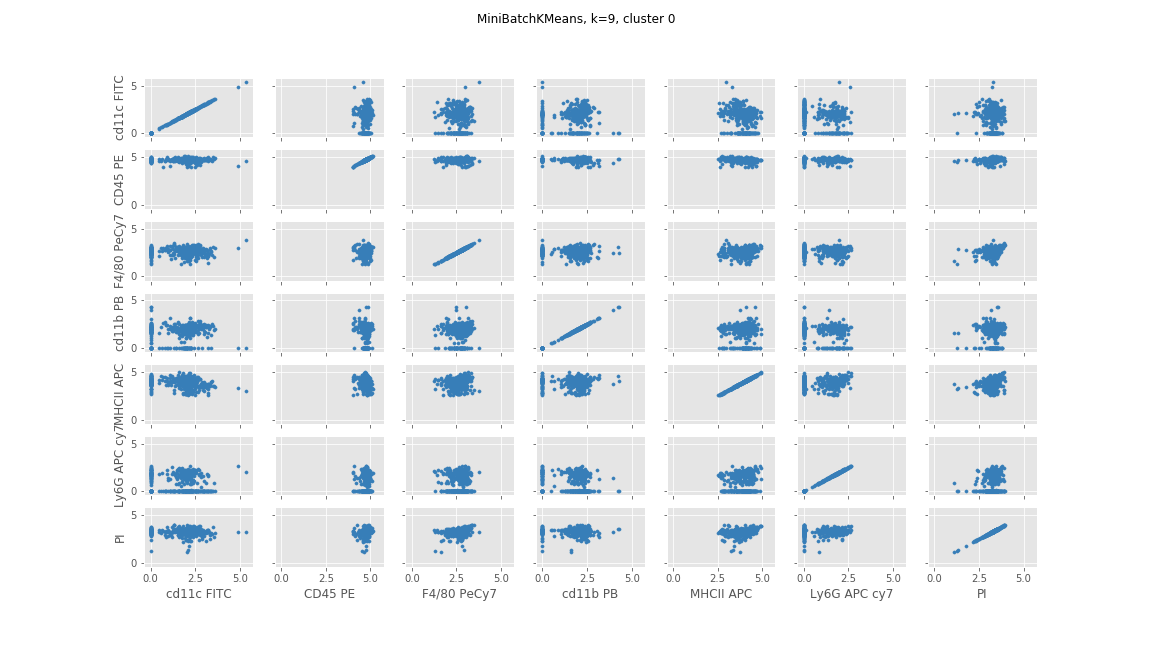 MiniBatchKMeans, k=9, cluster 0
cd11c FITC
5
0
CD45 PE
5
0
F4/80 PeCy7
5
0
cd11b PB
5
0
MHCII APC
5
0
Ly6G APC cy7
5
0
PI
5
0
0.0 2.5 5.0 0.0 2.5 5.0 0.0 2.5 5.0 0.0 2.5 5.0 0.0 2.5 5.0 0.0 2.5 5.0 0.0 2.5 5.0
cd11c FITC CD45 PE F4/80 PeCy7 cd11b PB MHCII APC Ly6G APC cy7 PI